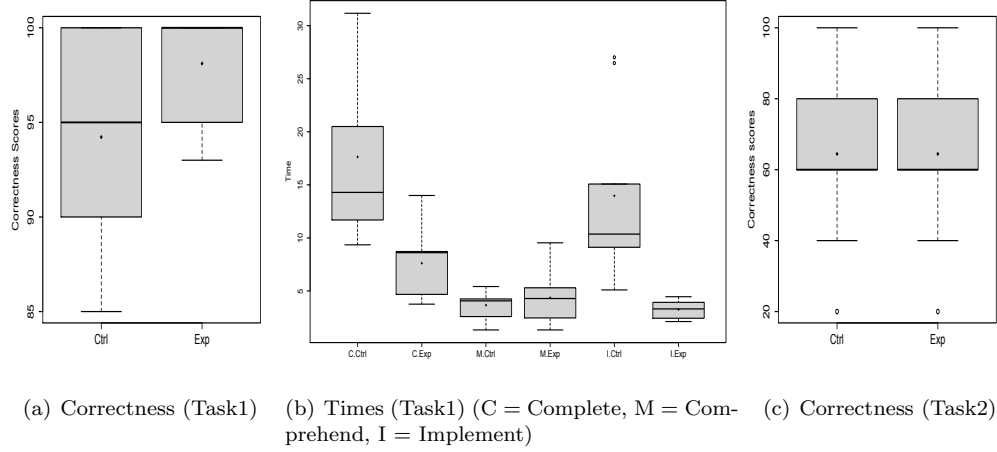 Correctness Scores
100
95
90
85
Ctrl
Exp
Time
30
25
20
15
10
5
C.Ctrl
C.Exp
M.Ctrl
M.Exp
I.Ctrl
I.Exp
Correctness scores
100
80
60
40
20
Ctrl
Exp
(a) Correctness (Task1)
(b) Times (Task1) (C = Complete, M = Com-
prehend, I = Implement)
(c) Correctness (Task2)